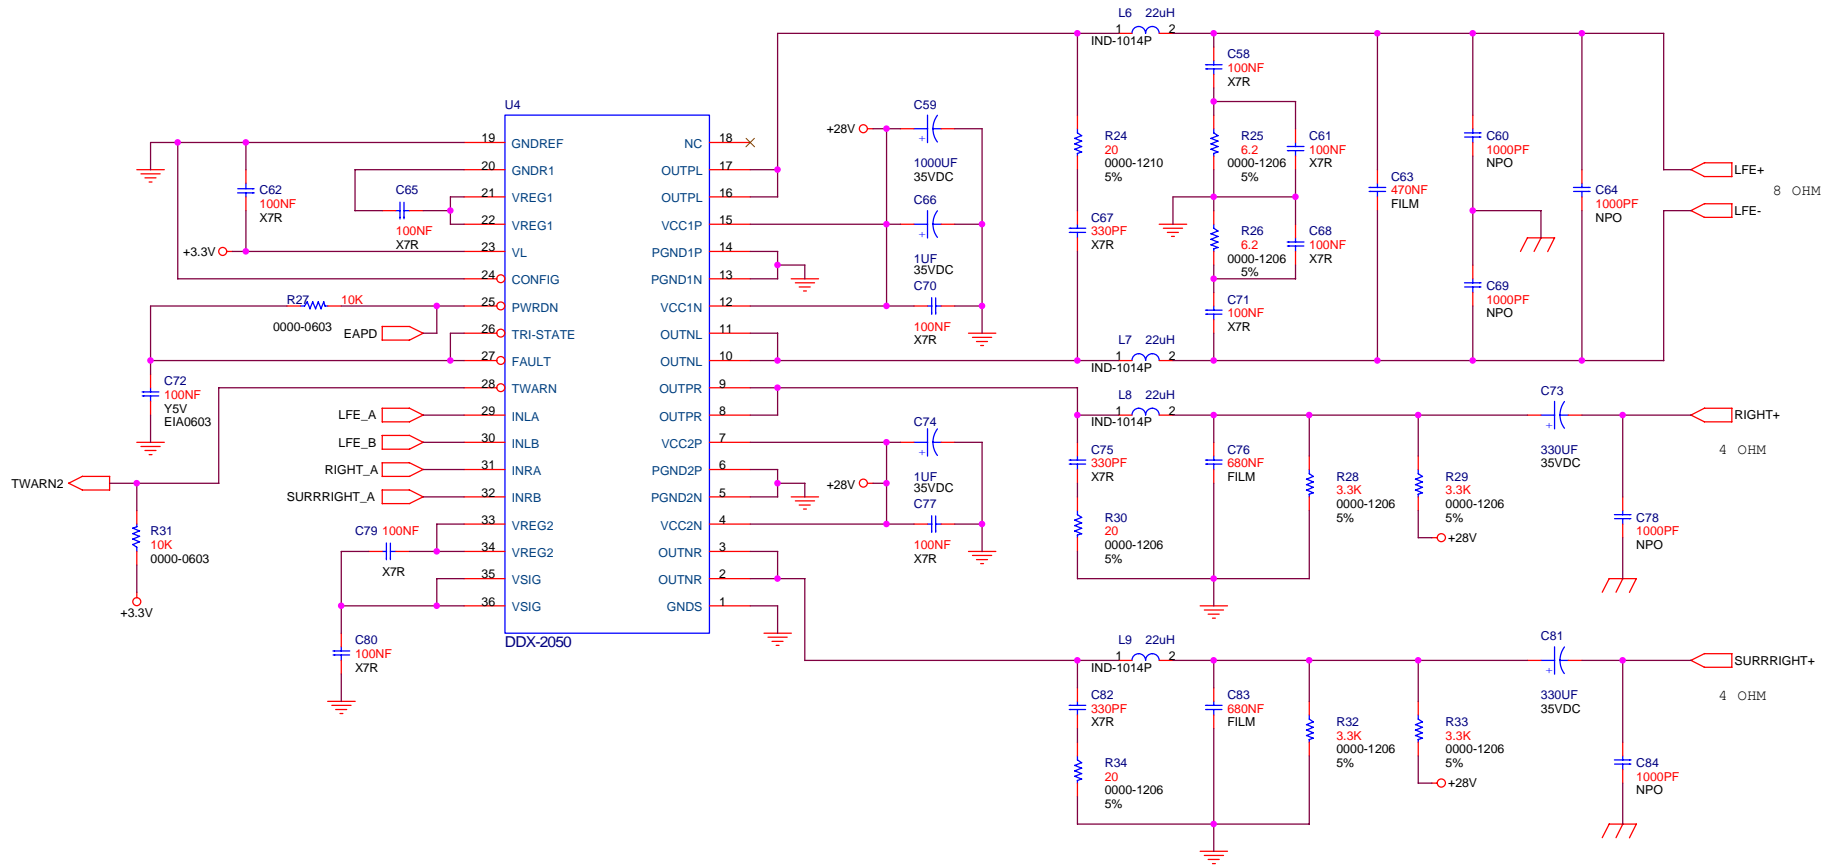 L6 22uH
1 2
IND-1014P
C58
100NF
X7R
U4
C59
+28V
+
1000UF
35VDC
R24
20
0000-1210
5%
R25
6.2
0000-1206
5%
C61
100NF
X7R
C60
1000PF
NPO
19 GNDREF
20 GNDR1
21 VREG1
22 VREG1
23 VL
24 CONFIG
25 PWRDN
26 TRI-STATE
27 FAULT
28 TWARN
29 INLA
30 INLB
31 INRA
32 INRB
33 VREG2
34 VREG2
35 VSIG
36 VSIG
NC 18
OUTPL 17
OUTPL 16
VCC1P 15
PGND1P 14
PGND1N 13
VCC1N 12
OUTNL 11
OUTNL 10
OUTPR 9
OUTPR 8
VCC2P 7
PGND2P 6
PGND2N 5
VCC2N 4
OUTNR 3
OUTNR 2
GNDS 1
DDX-2050
C62
100NF
X7R
C65
100NF
X7R
+3.3V
R27 10K
0000-0603
EAPD
C72
100NF
Y5V
EIA0603
LFE_A
LFE_B
RIGHT_A
SURRRIGHT_A
TWARN2
R31
10K
0000-0603
+3.3V
C79 100NF
X7R
C80
100NF
X7R
C66
+
1UF
35VDC
C70
100NF
X7R
C67
330PF
X7R
R26
6.2
0000-1206
5%
C68
100NF
X7R
C63
470NF
FILM
C64
1000PF
NPO
LFE+
8 OHM
LFE-
C71
100NF
X7R
C69
1000PF
NPO
L7 22uH
1 2
IND-1014P
L8 22uH
1 2
IND-1014P
C73
+
330UF
35VDC
RIGHT+
4 OHM
C74
+
1UF
35VDC
+28V
C77
100NF
X7R
C75
330PF
X7R
C76
680NF
FILM
R28
3.3K
0000-1206
5%
R29
3.3K
0000-1206
5%
+28V
R30
20
0000-1206
5%
C78
1000PF
NPO
L9 22uH
1 2
IND-1014P
C81
+
330UF
35VDC
SURRRIGHT+
4 OHM
C82
330PF
X7R
C83
680NF
FILM
R32
3.3K
0000-1206
5%
R33
3.3K
0000-1206
5%
+28V
R34
20
0000-1206
5%
C84
1000PF
NPO